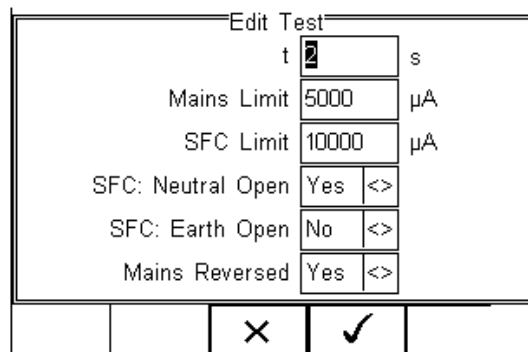 Edit Test
t 2 s
Mains Limit 5000 µA
SFC Limit 10000 µA
SFC: Neutral Open Yes <>
SFC: Earth Open No <>
Mains Reversed Yes <>